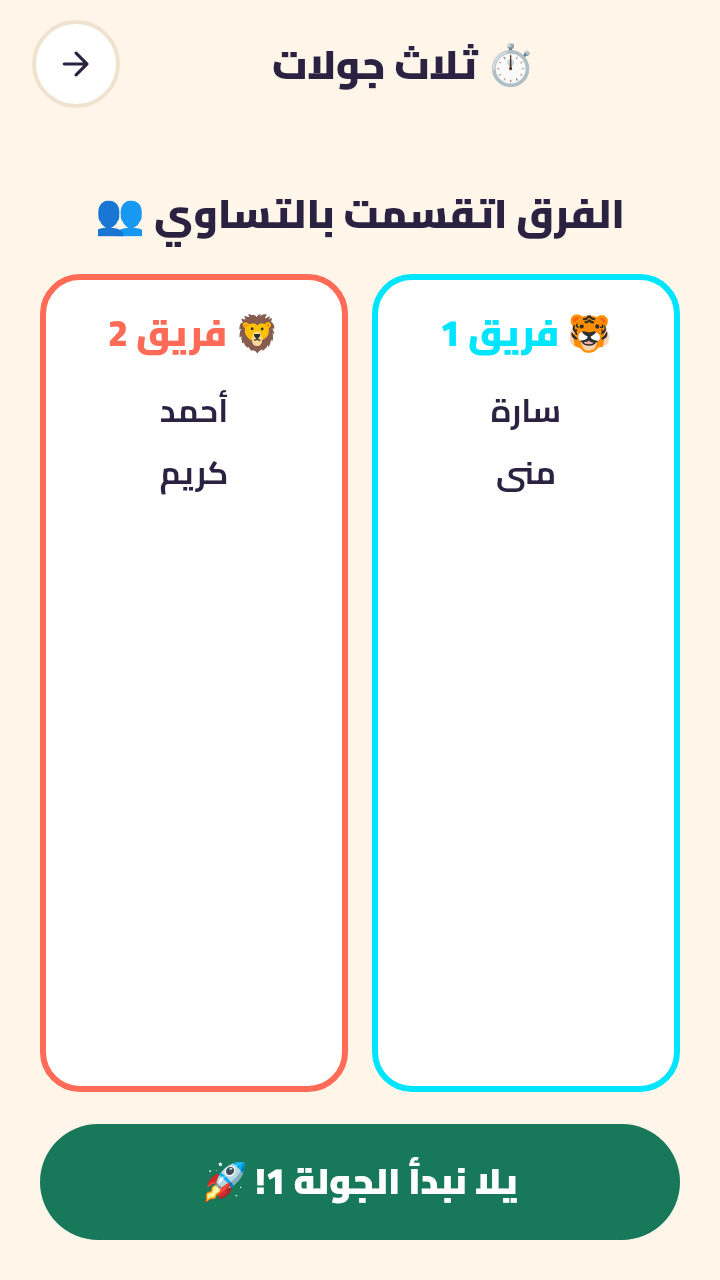 ⏱️ ثلاث جولات
الفرق اتقسمت بالتساوي 👥
🐯 فريق 1
سارة
منى
🦁 فريق 2
أحمد
كريم
يلا نبدأ الجولة 1! 🚀